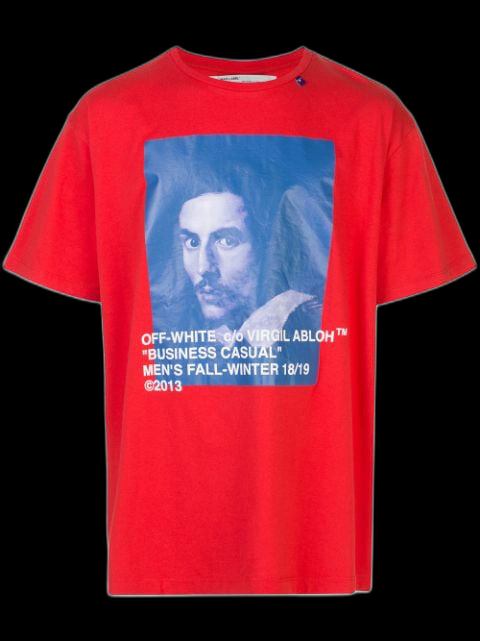 OFF-WHITE c/o VIRGIL ABLOH™
"BUSINESS CASUAL"
MEN'S FALL-WINTER 18/19
©2013